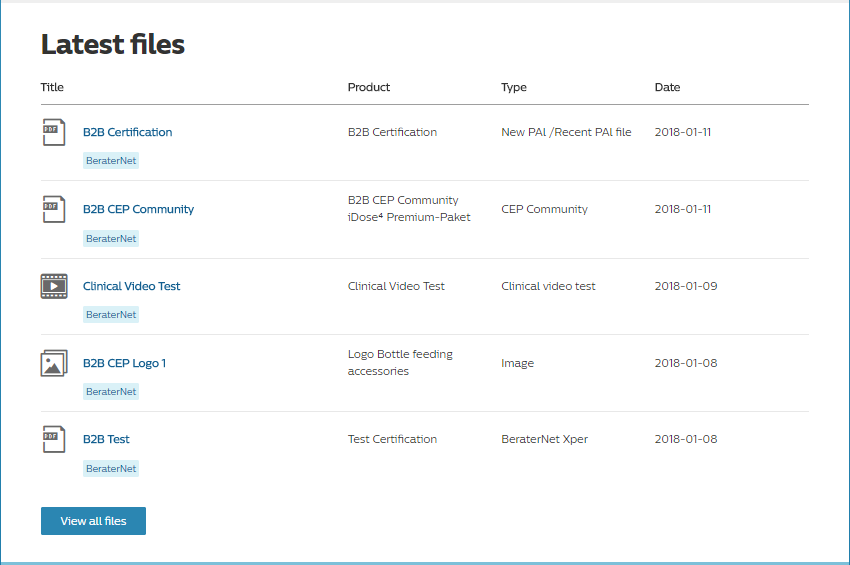 Latest files
Title Product Type Date
PDF
B2B Certification B2B Certification New PAl /Recent PAl file 2018-01-11
BeraterNet
B2B CEP Community
PDF
B2B CEP Community iDose⁴ Premium-Paket CEP Community 2018-01-11
BeraterNet
Clinical Video Test Clinical Video Test Clinical video test 2018-01-09
BeraterNet
Logo Bottle feeding
B2B CEP Logo 1 accessories Image 2018-01-08
BeraterNet
PDF
B2B Test Test Certification BeraterNet Xper 2018-01-08
BeraterNet
View all files